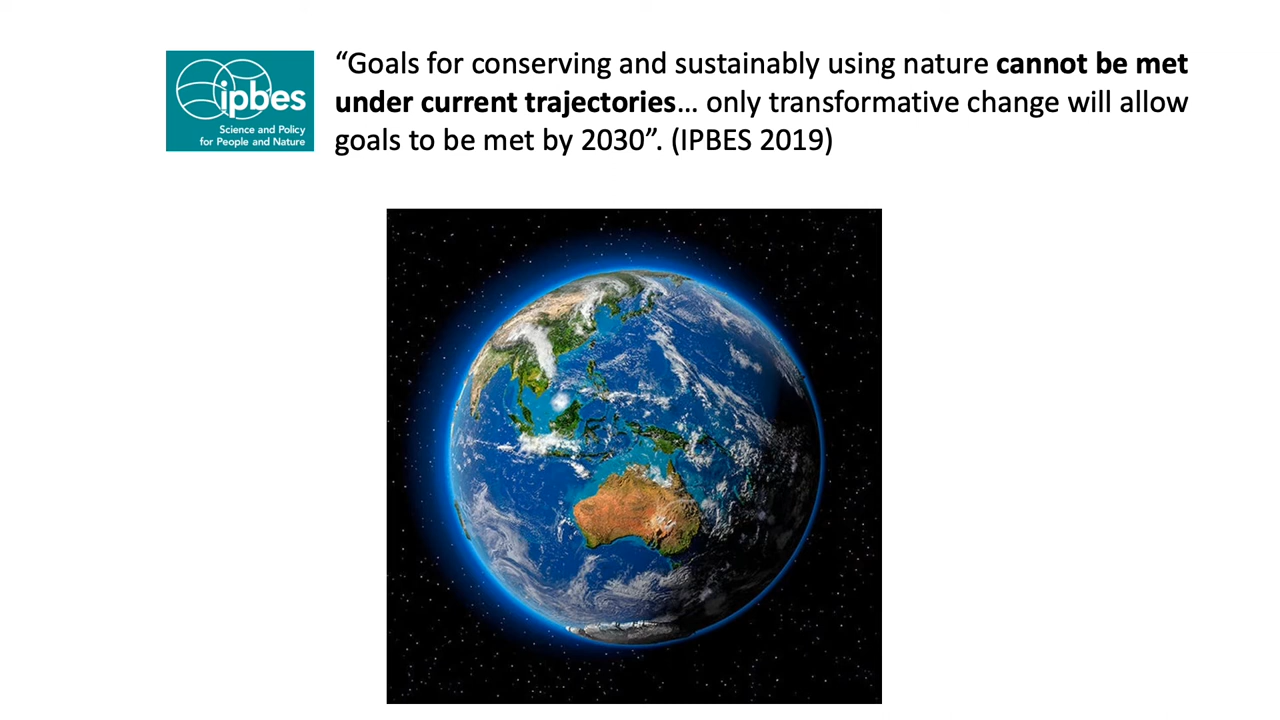 ipbes
Science and Policy
for People and Nature
“Goals for conserving and sustainably using nature cannot be met
under current trajectories… only transformative change will allow
goals to be met by 2030”. (IPBES 2019)